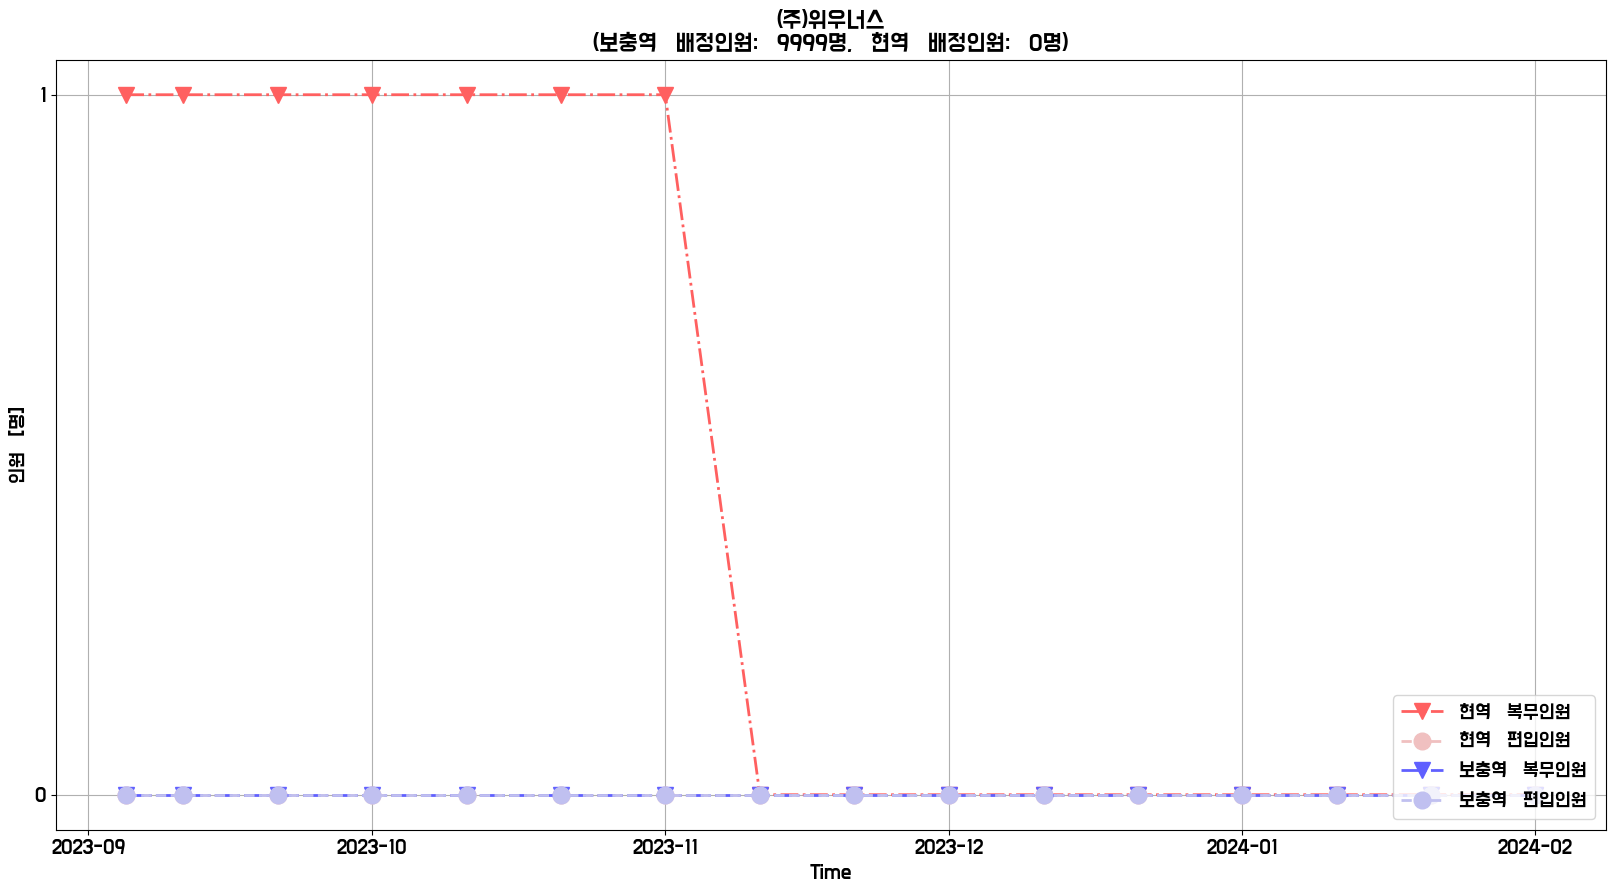 (주)위우너스
(보충역 배정인원: 9999명, 현역 배정인원: 0명)
1
인원 [명]
0
2023-09 2023-10 2023-11 2023-12 2024-01 2024-02
Time
현역 복무인원
현역 편입인원
보충역 복무인원
보충역 편입인원